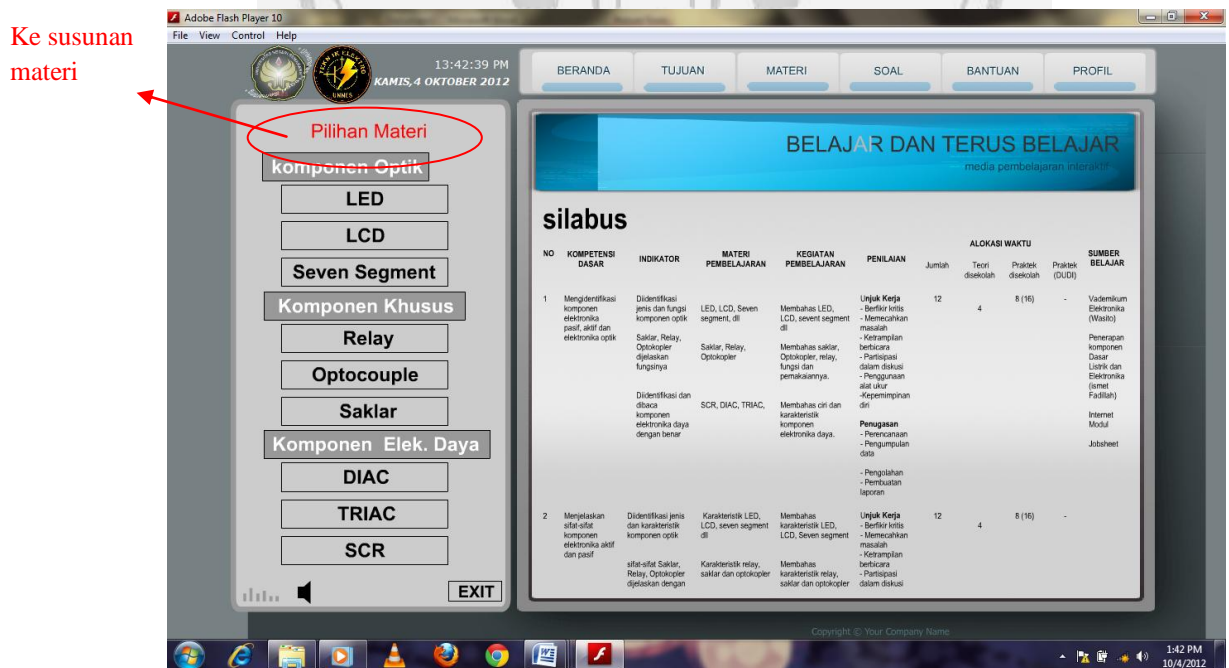 Ke susunan
materi
Adobe Flash Player 10
File View Control Help
TEKNIK ELEKTRO
UNNES
13:42:39 PM
KAMIS,4 OKTOBER 2012
BERANDA TUJUAN MATERI SOAL BANTUAN PROFIL
Pilihan Materi
komponen Optik
LED
LCD
Seven Segment
Komponen Khusus
Relay
Optocouple
Saklar
Komponen Elek. Daya
DIAC
TRIAC
SCR
EXIT
BELAJAR DAN TERUS BELAJAR
media pembelajaran interaktif
silabus
NO
KOMPETENSI
DASAR
INDIKATOR
MATERI
PEMBELAJARAN
KEGIATAN
PEMBELAJARAN
PENILAIAN
ALOKASI WAKTU
Jumlah
Teori
disekolah
Praktek
disekolah
Praktek
(DUDI)
SUMBER
BELAJAR
1
Mengidentifikasi
komponen
elektronika
pasif, aktif dan
elektronika optik
Diidentifikasi
jenis dan fungsi
komponen optik
Saklar, Relay,
Optokopler
dijelaskan
fungsinya
Diidentifikasi dan
dibaca
komponen
elektronika daya
dengan benar
LED, LCD, Seven
segment, dll
Saklar, Relay,
Optokopler
SCR, DIAC, TRIAC,
Membahas LED,
LCD, sevent segment
dll
Membahas saklar,
Optokopler, relay,
fungsi dan
pemakaiannya.
Membahas ciri dan
karakteristik
komponen
elektronika daya.
Unjuk Kerja
- Berfikir kritis
- Memecahkan
masalah
- Ketrampilan
berbicara
- Partisipasi
dalam diskusi
- Penggunaan
alat ukur
-Kepemimpinan
diri
Penugasan
- Perencanaan
- Pengumpulan
data
- Pengolahan
- Pembuatan
laporan
12
4
8 (16)
-
Vademikum
Elektronika
(Wasito)
Penerapan
komponen
Dasar
Listrik dan
Elektronika
(ismet
Fadillah)
Internet
Modul
Jobsheet
2
Menjelaskan
sifat-sifat
komponen
elektronika aktif
dan pasif
Diidentifikasi jenis
dan karakteristik
komponen optik
sifat-sifat Saklar,
Relay, Optokopler
dijelaskan dengan
Karakteristik LED,
LCD, seven segment
dll
Karakteristik relay,
saklar dan optokopler
Membahas
karakteristik LED,
LCD, Seven segment
Membahas
karakteristik relay,
saklar dan optokopler
Unjuk Kerja
- Berfikir kritis
- Memecahkan
masalah
- Ketrampilan
berbicara
- Partisipasi
dalam diskusi
12
4
8 (16)
-
Copyright © Your Company Name
1:42 PM
10/4/2012